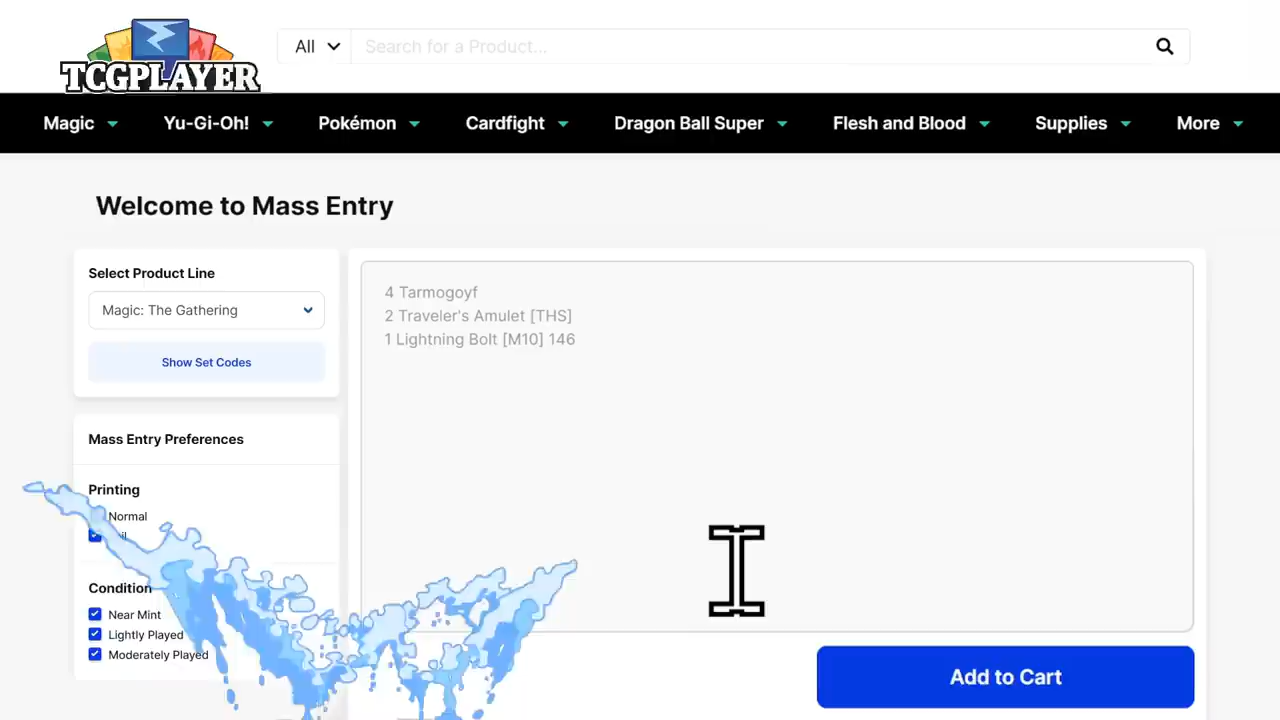 TCGPLAYER
All
Search for a Product...
Magic
Yu-Gi-Oh!
Pokémon
Cardfight
Dragon Ball Super
Flesh and Blood
Supplies
More
Welcome to Mass Entry
Select Product Line
Magic: The Gathering
Show Set Codes
Mass Entry Preferences
Printing
Normal
Condition
Near Mint
Lightly Played
Moderately Played
4 Tarmogoyf
2 Traveler's Amulet [THS]
1 Lightning Bolt [M10] 146
Add to Cart